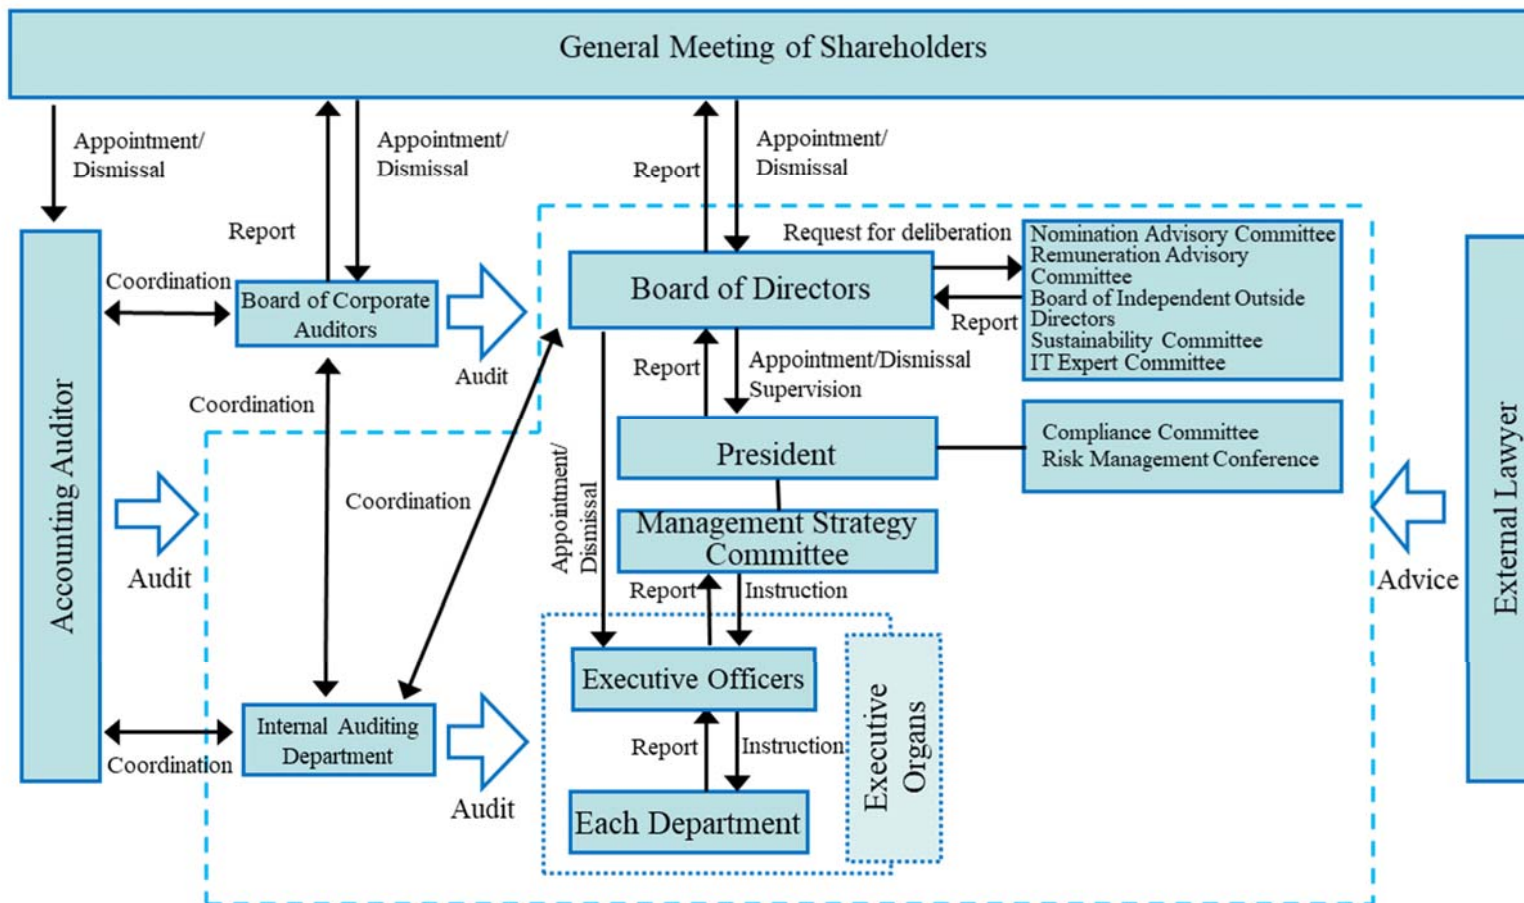 General Meeting of Shareholders
Appointment/
Dismissal
Appointment/
Dismissal
Report
Appointment/
Dismissal
Report
Request for deliberation
Nomination Advisory Committee
Remuneration Advisory
Committee
Board of Independent Outside
Directors
Sustainability Committee
IT Expert Committee
Coordination
Board of Corporate
Auditors
Board of Directors
Report
Audit
Report
Appointment/Dismissal
Supervision
Coordination
Accounting Auditor
President
Compliance Committee
Risk Management Conference
External Lawyer
Coordination
Appointment/
Dismissal
Management Strategy
Committee
Audit
Advice
Report
Instruction
Executive Officers
Executive
Organs
Internal Auditing
Department
Coordination
Audit
Report
Instruction
Each Department